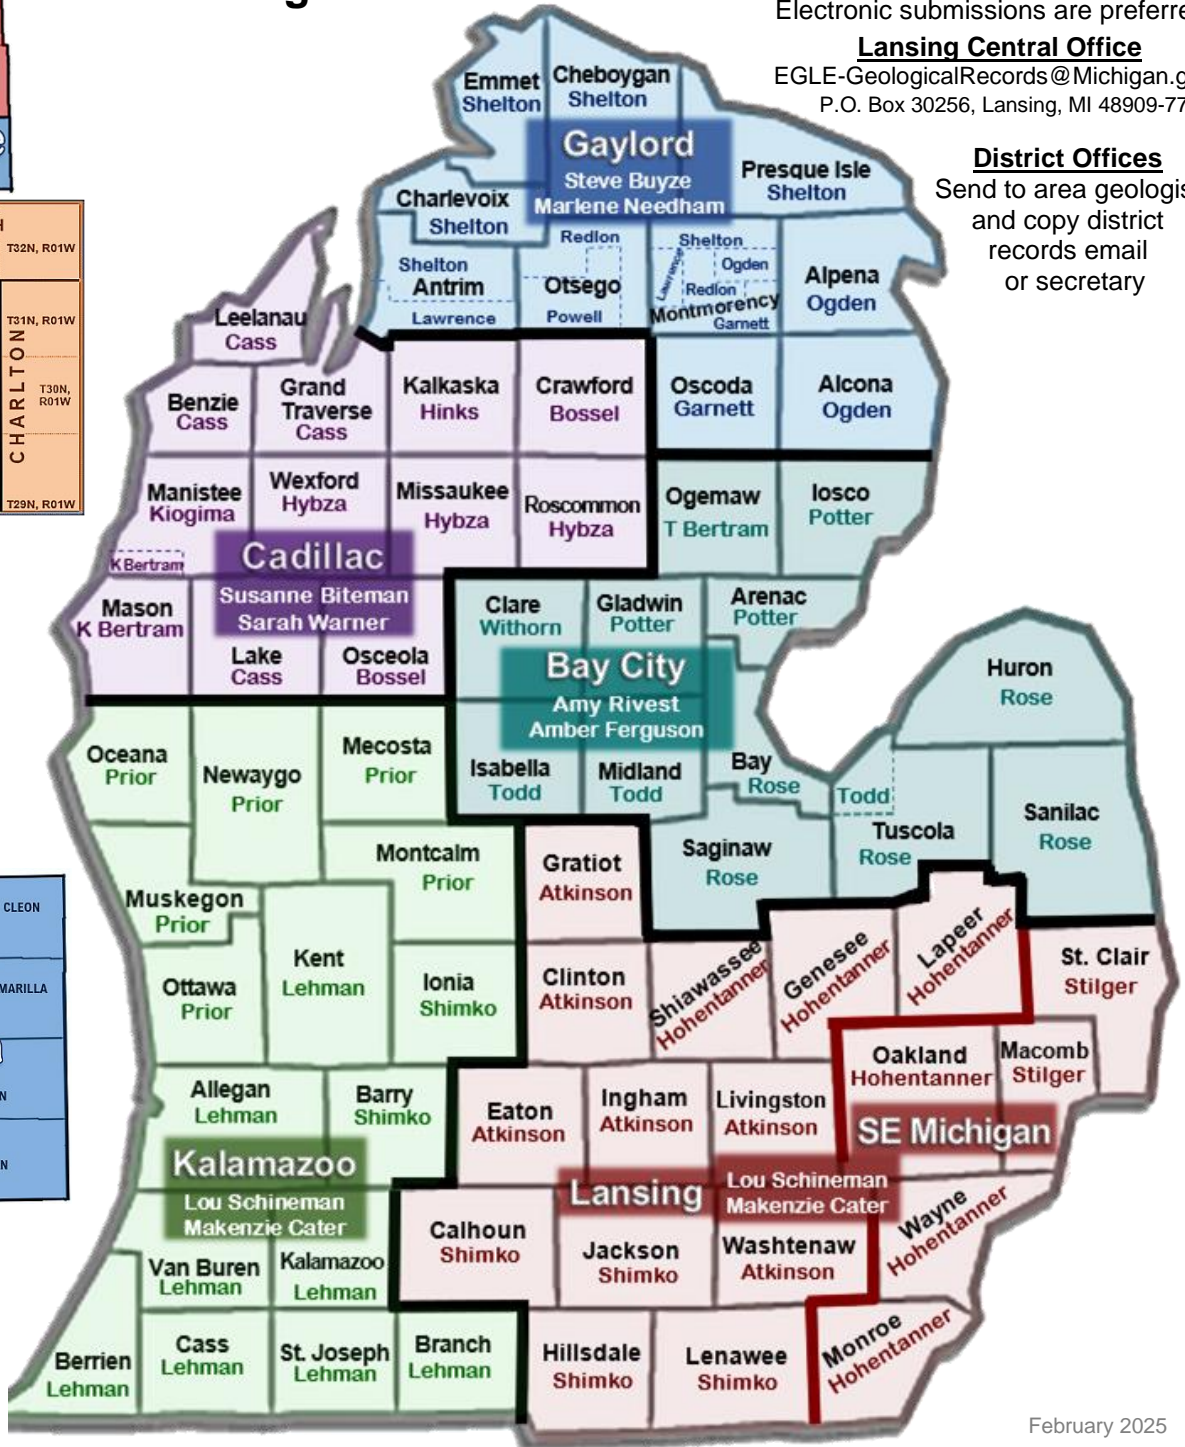 Electronic submissions are preferre
Lansing Central Office
EGLE-GeologicalRecords@Michigan.g
P.O. Box 30256, Lansing, MI 48909-77
District Offices
Send to area geologis
and copy district
records email
or secretary
T32N, R01W
T31N, R01W
CHARLTON
T30N,
R01W
T29N, R01W
CLEON
MARILLA
N
N
Emmet
Shelton
Cheboygan
Shelton
Gaylord
Steve Buyze
Marlene Needham
Presque Isle
Shelton
Charlevoix
Shelton
Shelton
Antrim
Lawrence
Redlon
Otsego
Powell
Shelton
Lawrence
Ogden
Redlon
Montmorency
Garnett
Alpena
Ogden
Leelanau
Cass
Benzie
Cass
Grand
Traverse
Cass
Kalkaska
Hinks
Crawford
Bossel
Oscoda
Garnett
Alcona
Ogden
Manistee
Kiogima
K Bertram
Wexford
Hybza
Missaukee
Hybza
Roscommon
Hybza
Ogemaw
T Bertram
Iosco
Potter
Cadillac
Susanne Biteman
Sarah Warner
Mason
K Bertram
Lake
Cass
Osceola
Bossel
Clare
Withorn
Gladwin
Potter
Arenac
Potter
Bay City
Amy Rivest
Amber Ferguson
Huron
Rose
Oceana
Prior
Newaygo
Prior
Mecosta
Prior
Isabella
Todd
Midland
Todd
Bay
Rose
Todd
Tuscola
Rose
Sanilac
Rose
Saginaw
Rose
Muskegon
Prior
Montcalm
Prior
Gratiot
Atkinson
Ottawa
Prior
Kent
Lehman
Ionia
Shimko
Clinton
Atkinson
Shiawassee
Hohentanner
Genesee
Hohentanner
Lapeer
Hohentanner
St. Clair
Stilger
Allegan
Lehman
Barry
Shimko
Eaton
Atkinson
Ingham
Atkinson
Livingston
Atkinson
Oakland
Hohentanner
Macomb
Stilger
SE Michigan
Kalamazoo
Lou Schineman
Makenzie Cater
Lansing
Lou Schineman
Makenzie Cater
Van Buren
Lehman
Kalamazoo
Lehman
Calhoun
Shimko
Jackson
Shimko
Washtenaw
Atkinson
Wayne
Hohentanner
Berrien
Lehman
Cass
Lehman
St. Joseph
Lehman
Branch
Lehman
Hillsdale
Shimko
Lenawee
Shimko
Monroe
Hohentanner
February 2025